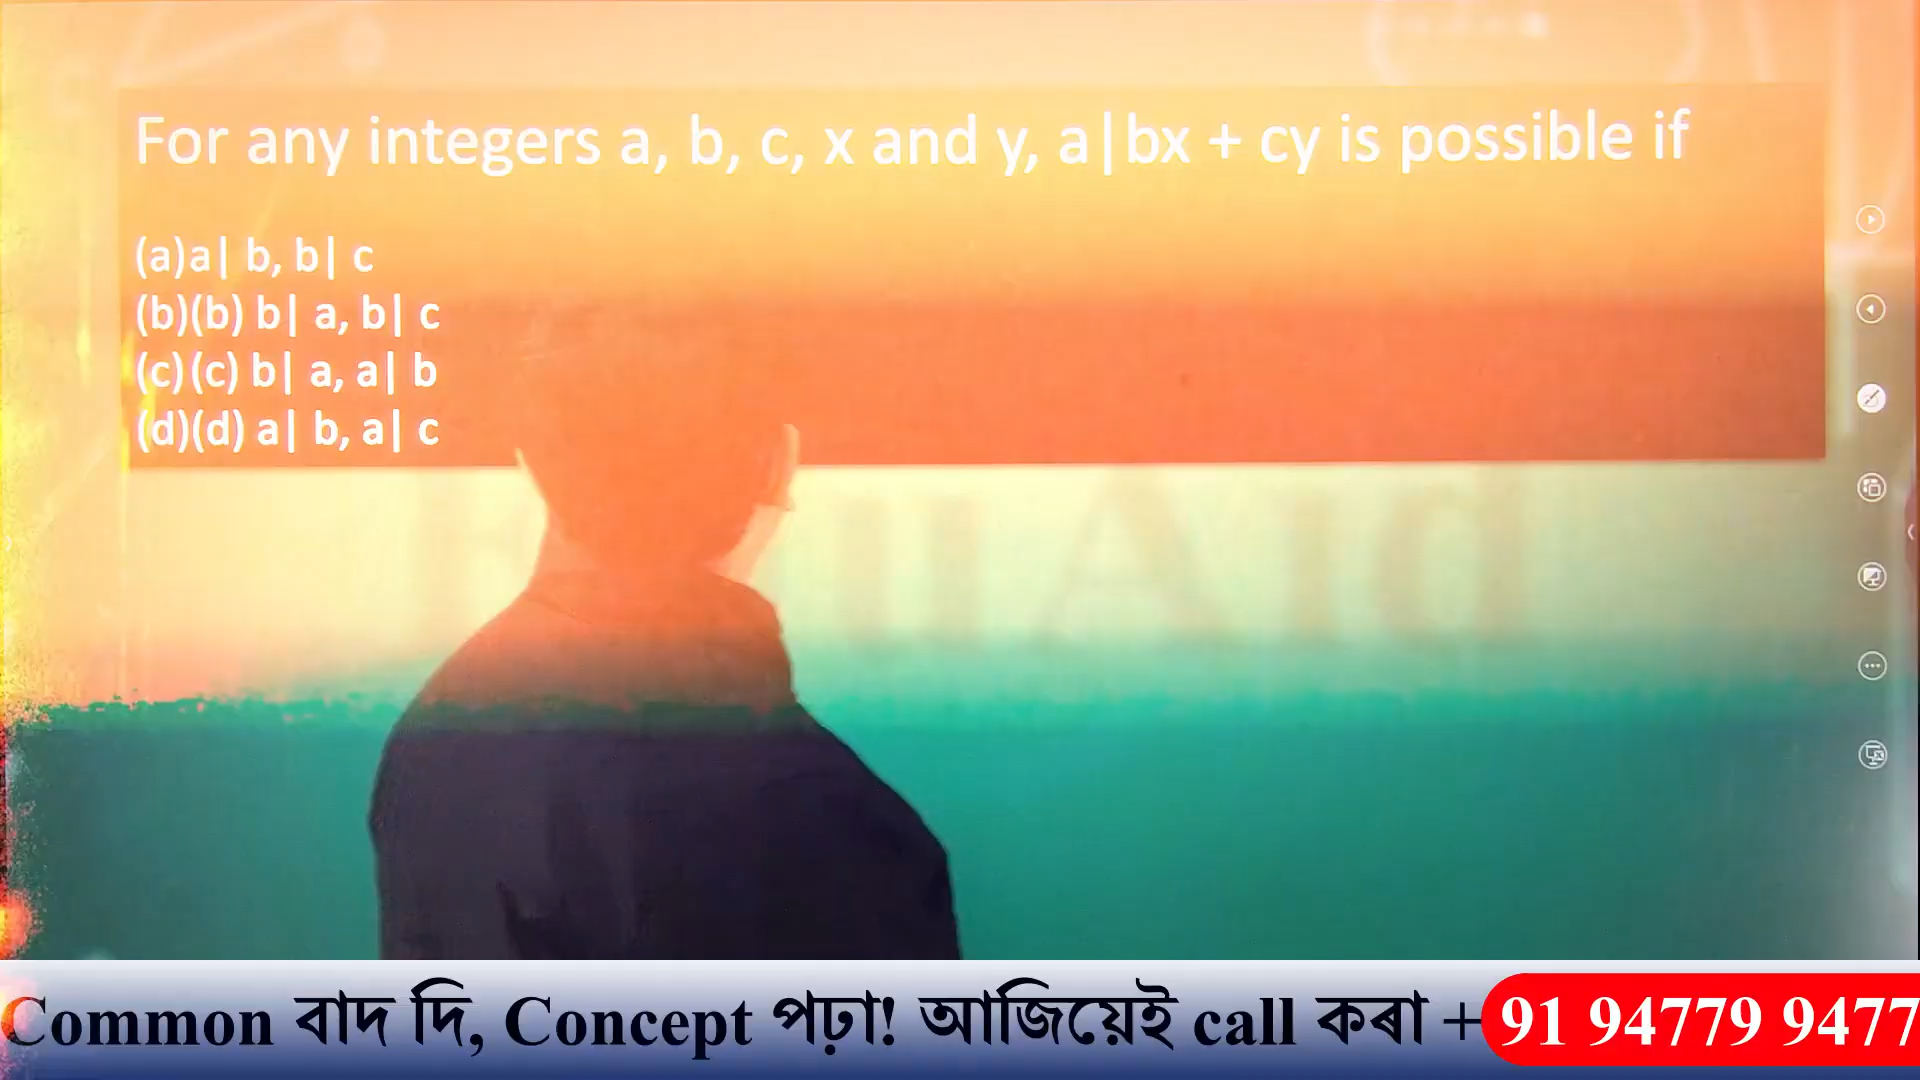 For any integers a, b, c, x and y, a|bx + cy is possible if
(a)a| b, b| c
(b)(b) b| a, b| c
(c)(c) b| a, a| b
(d)(d) a| b, a| c
Common বাদ দি, Concept পঢ়া! আজিয়েই call কৰা +91 94779 9477